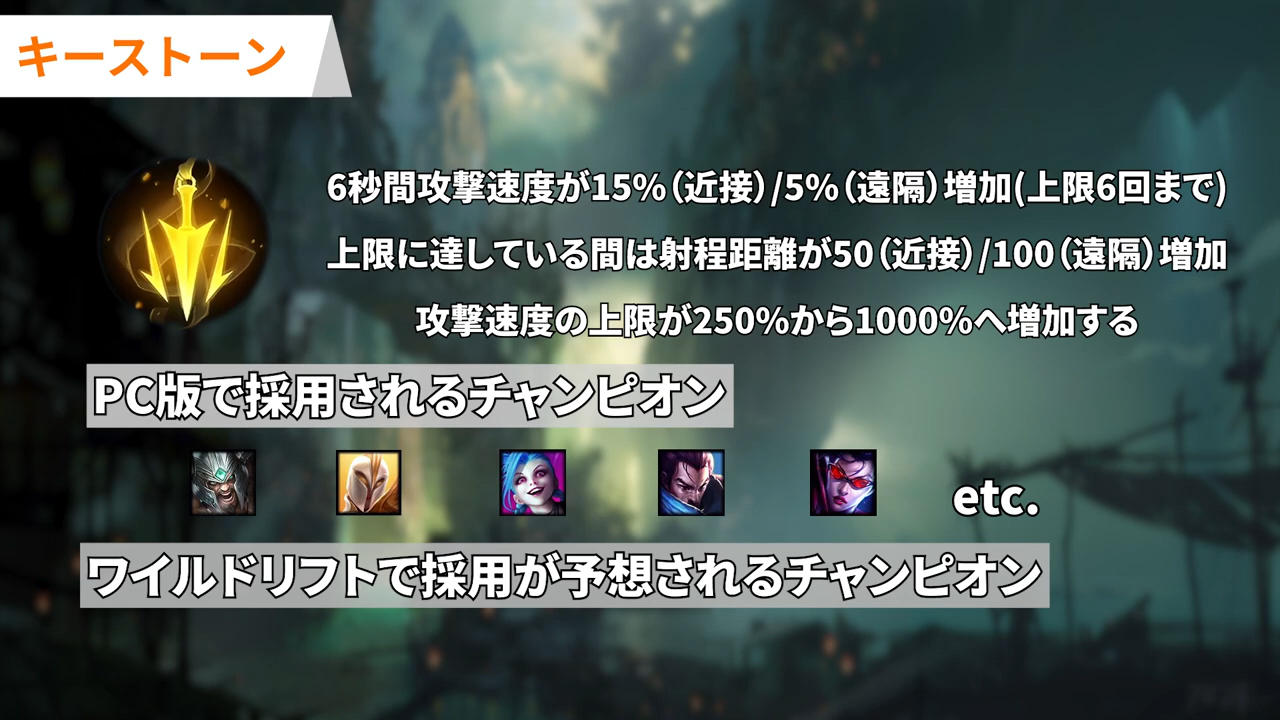 キーストーン
6秒間攻撃速度が15%（近接）/5%（遠隔）増加(上限6回まで)
上限に達している間は射程距離が50（近接）/100（遠隔）増加
攻撃速度の上限が250%から1000%へ増加する
PC版で採用されるチャンピオン
etc.
ワイルドリフトで採用が予想されるチャンピオン